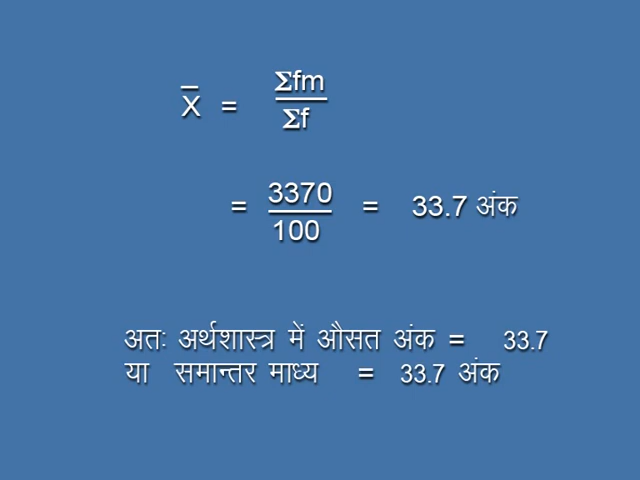 X̅ = Σfm
Σf
= 3370 = 33.7 अंक
100
अतः अर्थशास्त्र में औसत अंक = 33.7
या समान्तर माध्य = 33.7 अंक